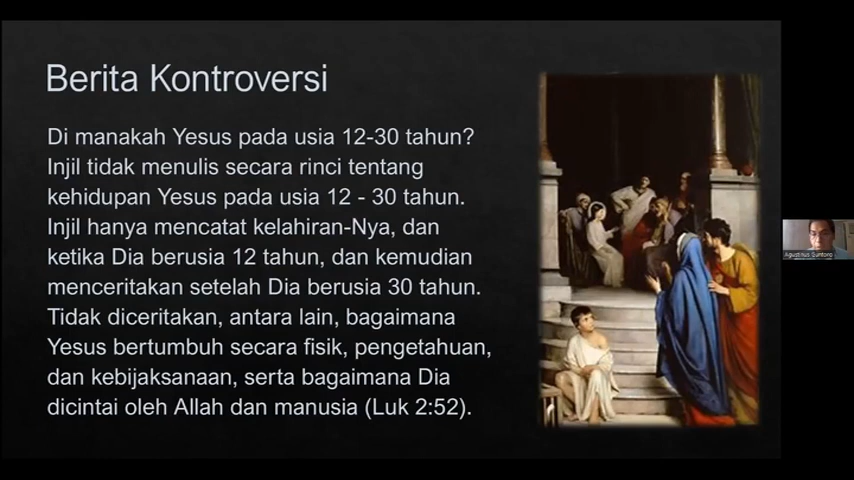 Berita Kontroversi
Di manakah Yesus pada usia 12-30 tahun?
Injil tidak menulis secara rinci tentang
kehidupan Yesus pada usia 12 - 30 tahun.
Injil hanya mencatat kelahiran-Nya, dan
ketika Dia berusia 12 tahun, dan kemudian
menceritakan setelah Dia berusia 30 tahun.
Tidak diceritakan, antara lain, bagaimana
Yesus bertumbuh secara fisik, pengetahuan,
dan kebijaksanaan, serta bagaimana Dia
dicintai oleh Allah dan manusia (Luk 2:52).
Agustinus Guntoro